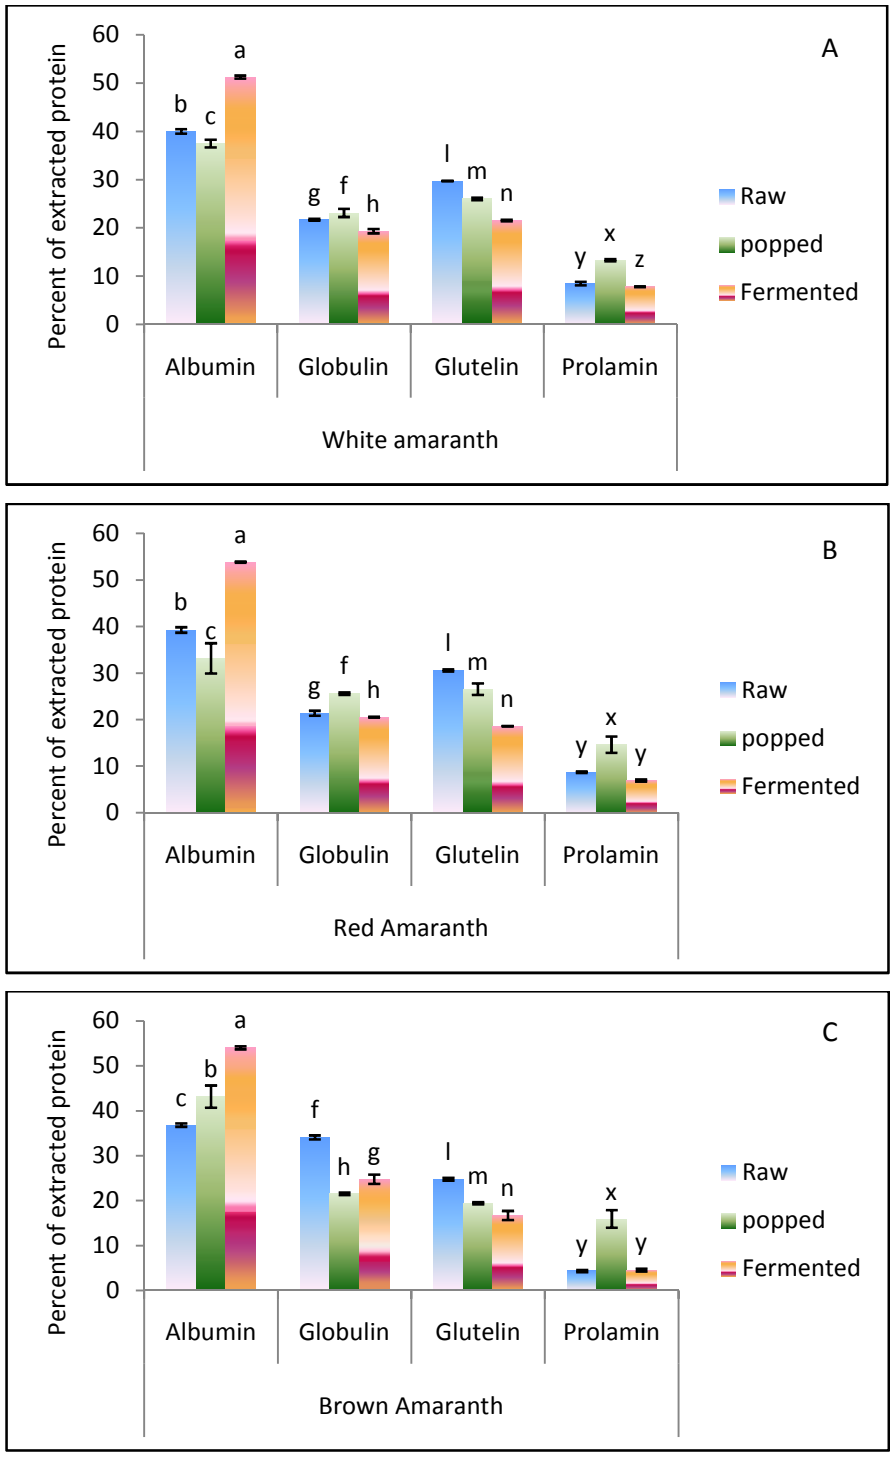 A
Percent of extracted protein
60
50
40
30
20
10
0
b c a
g f h
l m n
y x z
Raw
popped
Fermented
Albumin Globulin Glutelin Prolamin
White amaranth
B
Percent of extracted protein
60
50
40
30
20
10
0
b c a
g f h
l m n
y x y
Raw
popped
Fermented
Albumin Globulin Glutelin Prolamin
Red Amaranth
C
Percent of extracted protein
60
50
40
30
20
10
0
c b a
f h g
l m n
y x y
Raw
popped
Fermented
Albumin Globulin Glutelin Prolamin
Brown Amaranth